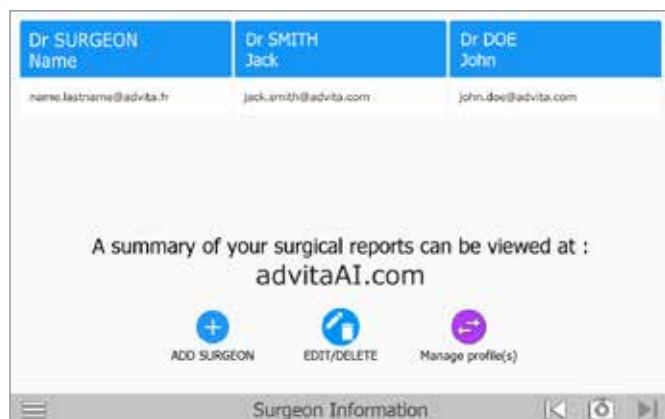 Dr SURGEON
Name
Dr SMITH
Jack
Dr DOE
John
name.lastname@advita.fr
jack.smith@advita.com
john.doe@advita.com
A summary of your surgical reports can be viewed at :
advitaAI.com
ADD SURGEON
EDIT/DELETE
Manage profile(s)
Surgeon Information